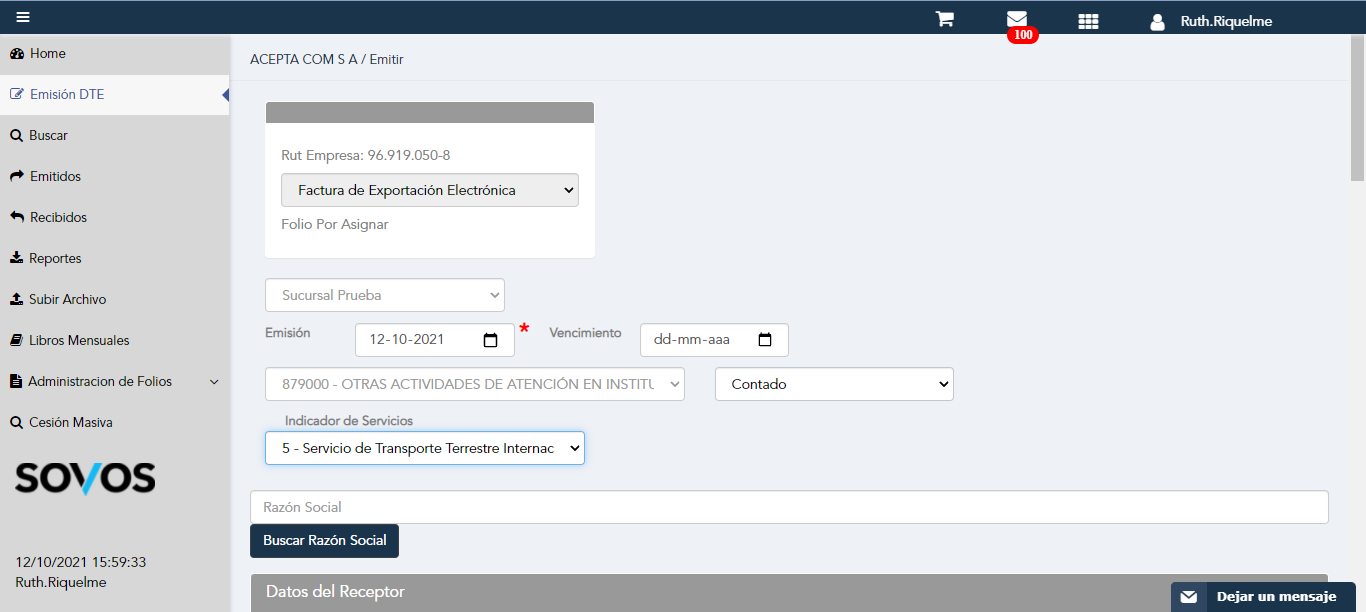 Ruth.Riquelme
100
Home
Emisión DTE
Buscar
Emitidos
Recibidos
Reportes
Subir Archivo
Libros Mensuales
Administracion de Folios
Cesión Masiva
SOVOS
12/10/2021 15:59:33
Ruth.Riquelme
ACEPTA COM S A / Emitir
Rut Empresa: 96.919.050-8
Factura de Exportación Electrónica
Folio Por Asignar
Sucursal Prueba
Emisión 12-10-2021 * Vencimiento dd-mm-aaa
879000 - OTRAS ACTIVIDADES DE ATENCIÓN EN INSTITU Contado
Indicador de Servicios
5 - Servicio de Transporte Terrestre Internac
Razón Social
Buscar Razón Social
Datos del Receptor
Dejar un mensaje